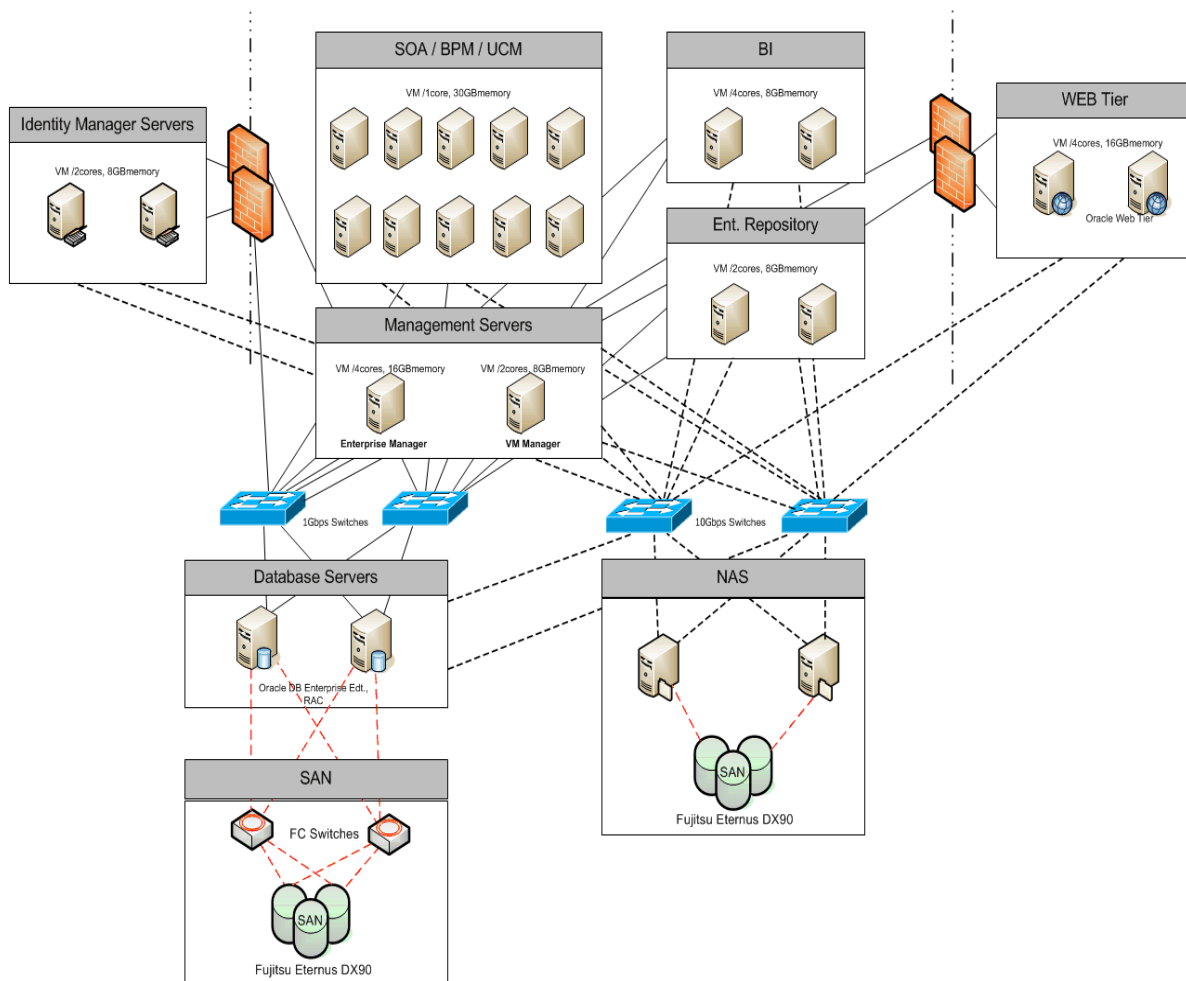 SOA / BPM / UCM
VM /1core, 30GBmemory
BI
VM /4cores, 8GBmemory
WEB Tier
VM /4cores, 16GBmemory
Oracle Web Tier
Identity Manager Servers
VM /2cores, 8GBmemory
Ent. Repository
VM /2cores, 8GBmemory
Management Servers
VM /4cores, 16GBmemory
VM /2cores, 8GBmemory
Enterprise Manager
VM Manager
1Gbps Switches
10Gbps Switches
Database Servers
Oracle DB Enterprise Edt.,
RAC
NAS
SAN
Fujitsu Eternus DX90
SAN
FC Switches
SAN
Fujitsu Eternus DX90